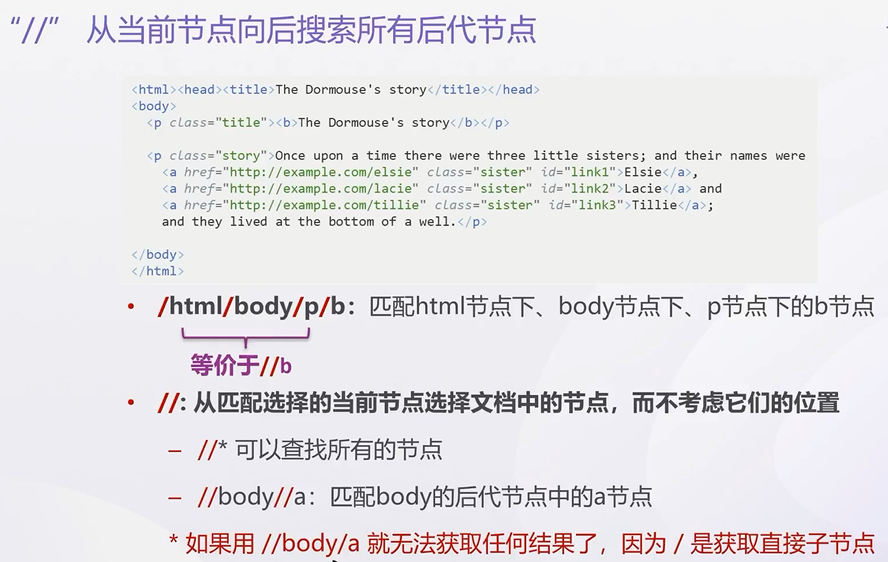 “//” 从当前节点向后搜索所有后代节点
<html><head><title>The Dormouse's story</title></head>
<body>
<p class="title"><b>The Dormouse's story</b></p>
<p class="story">Once upon a time there were three little sisters; and their names were
<a href="http://example.com/elsie" class="sister" id="link1">Elsie</a>,
<a href="http://example.com/lacie" class="sister" id="link2">Lacie</a> and
<a href="http://example.com/tillie" class="sister" id="link3">Tillie</a>;
and they lived at the bottom of a well.</p>
</body>
</html>
• /html/body/p/b：匹配html节点下、body节点下、p节点下的b节点
等价于//b
• //: 从匹配选择的当前节点选择文档中的节点，而不考虑它们的位置
– //* 可以查找所有的节点
– //body//a：匹配body的后代节点中的a节点
* 如果用 //body/a 就无法获取任何结果了，因为 / 是获取直接子节点